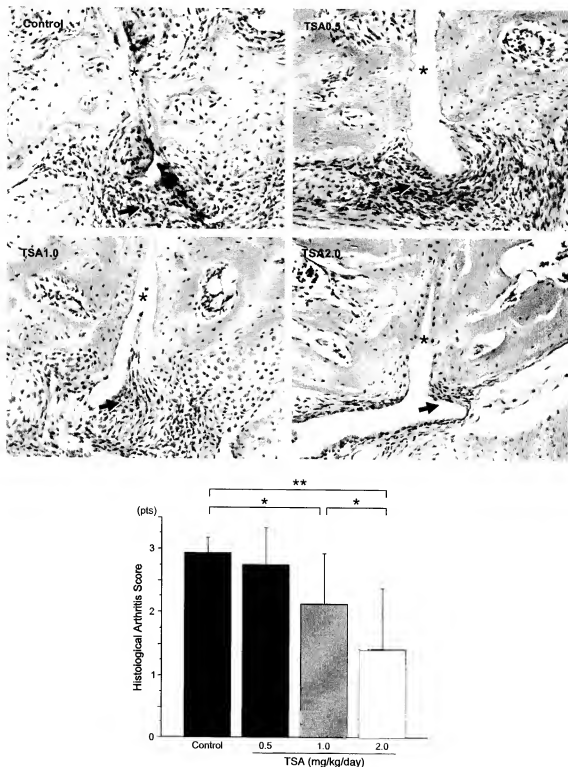 Control
*
TSA0.5
*
TSA1.0
*
TSA2.0
*
**
*
*
(pts)
3
2
1
0
Histological Arthritis Score
Control
0.5
1.0
2.0
TSA (mg/kg/day)